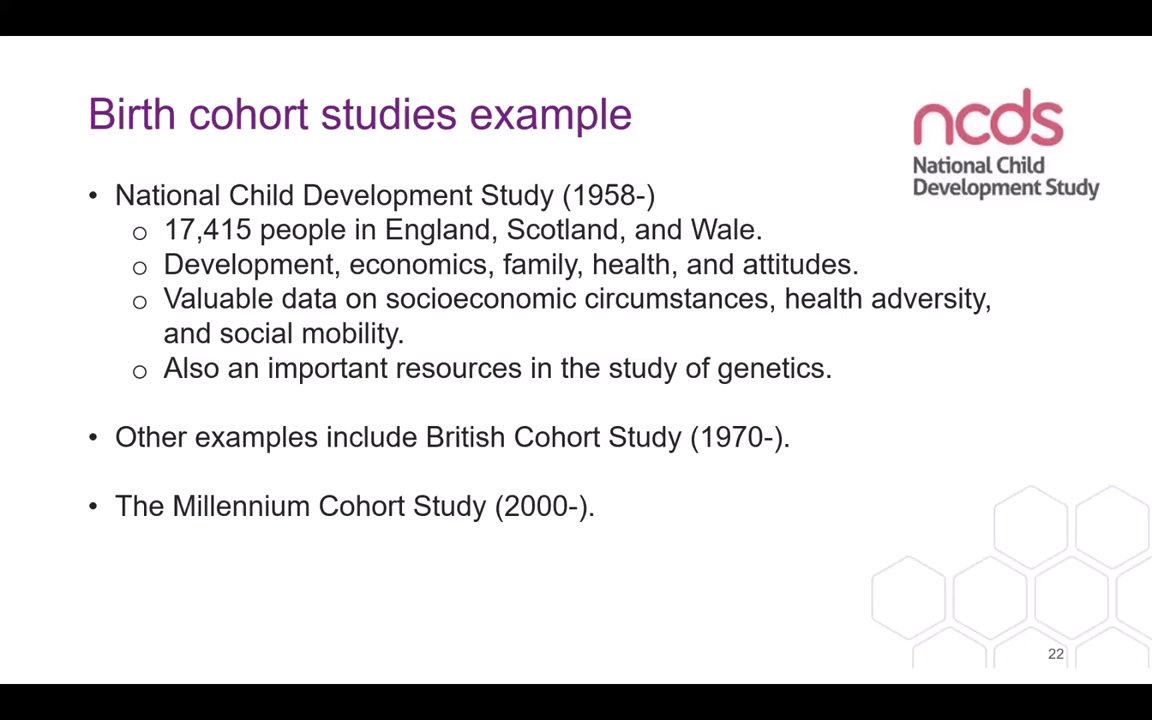 Birth cohort studies example
ncds
National Child
Development Study
• National Child Development Study (1958-)
o 17,415 people in England, Scotland, and Wale.
o Development, economics, family, health, and attitudes.
o Valuable data on socioeconomic circumstances, health adversity,
and social mobility.
o Also an important resources in the study of genetics.
• Other examples include British Cohort Study (1970-).
• The Millennium Cohort Study (2000-).
22